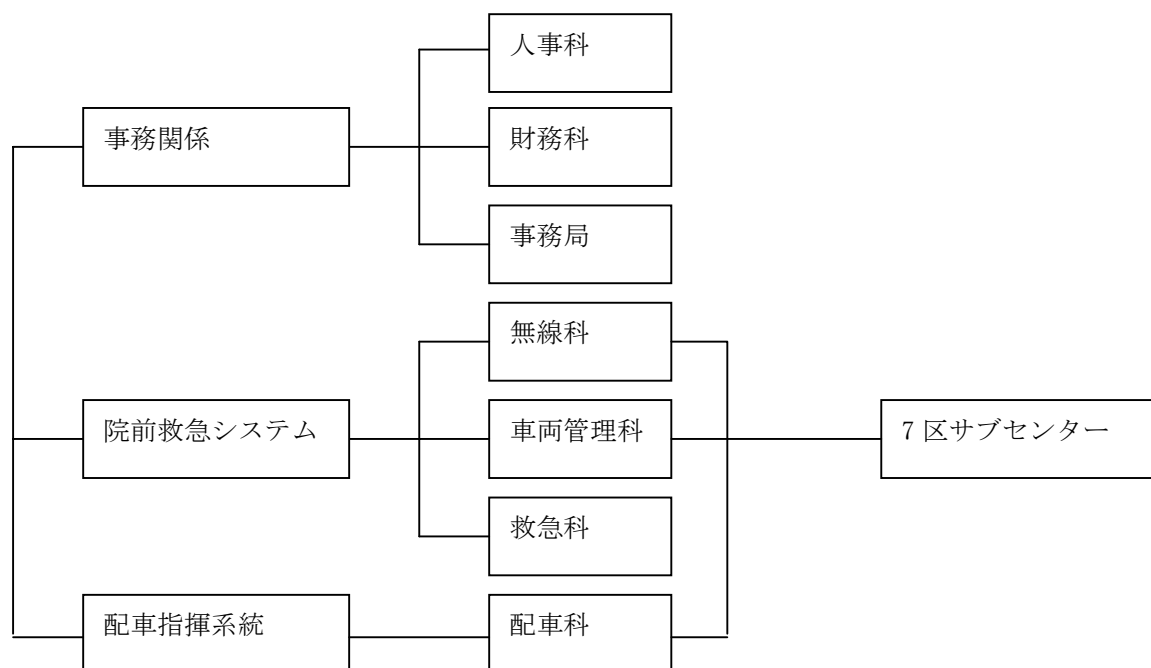 人事科
事務関係
財務科
事務局
無線科
院前救急システム
車両管理科
7 区サブセンター
救急科
配車指揮系統
配車科